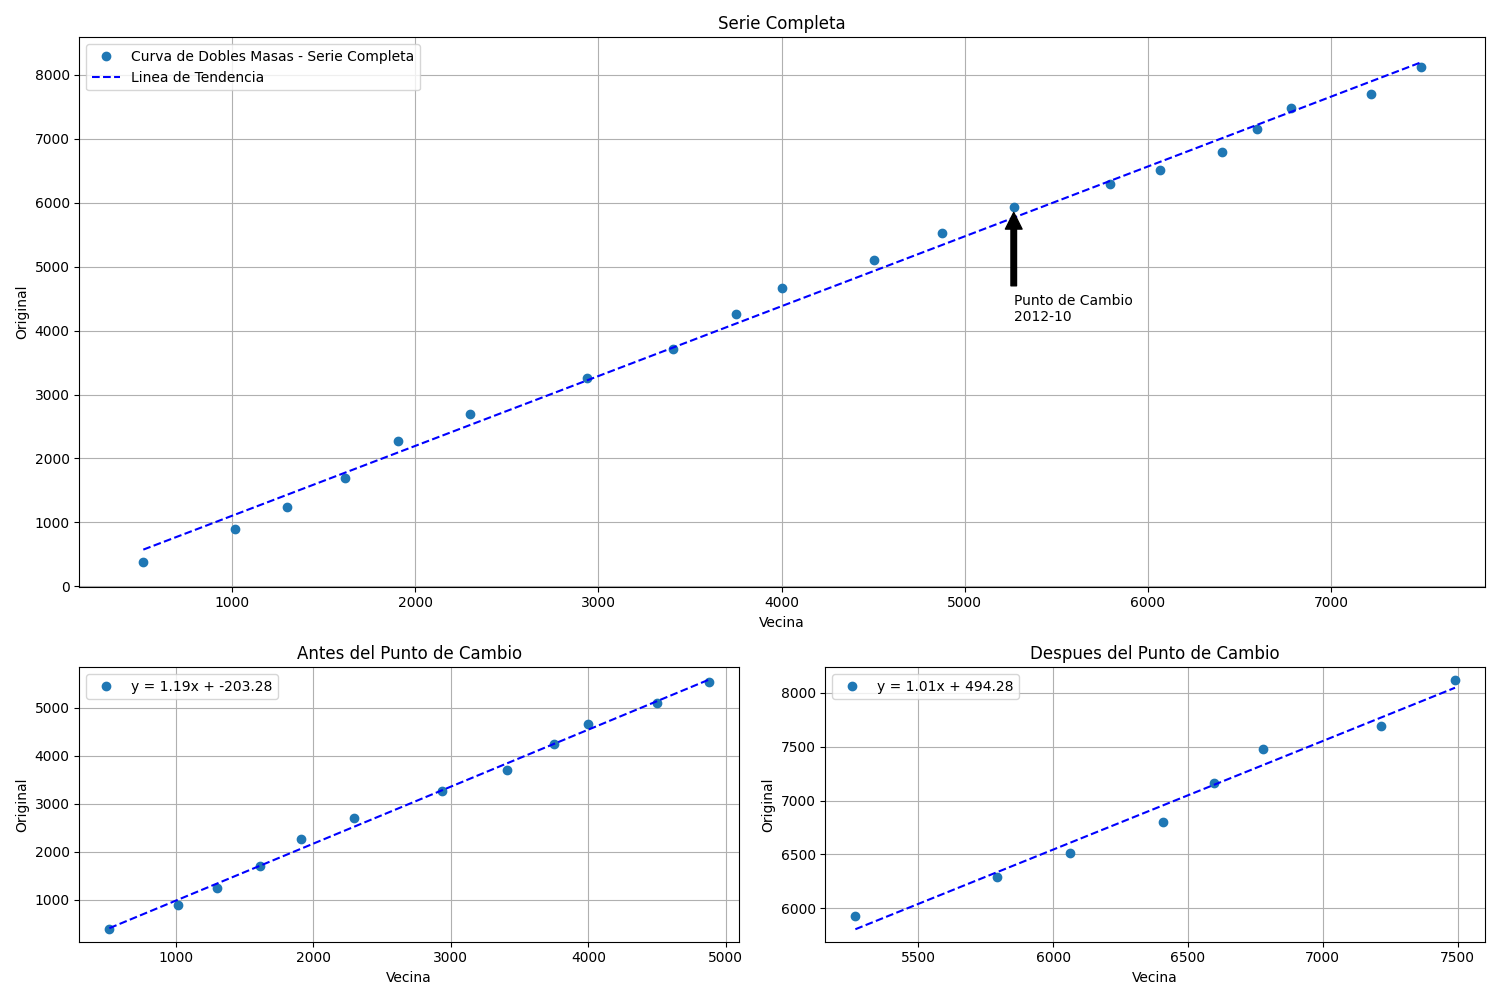 Serie Completa
Curva de Dobles Masas - Serie Completa
Linea de Tendencia
8000
7000
6000
5000
4000
3000
2000
1000
0
Original
Punto de Cambio
2012-10
1000 2000 3000 4000 5000 6000 7000
Vecina
Antes del Punto de Cambio
y = 1.19x + -203.28
5000
4000
3000
2000
1000
Original
1000 2000 3000 4000 5000
Vecina
Despues del Punto de Cambio
y = 1.01x + 494.28
8000
7500
7000
6500
6000
Original
5500 6000 6500 7000 7500
Vecina